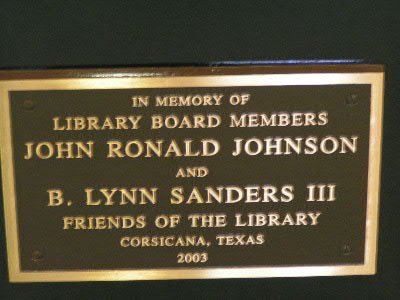 IN MEMORY OF
LIBRARY BOARD MEMBERS
JOHN RONALD JOHNSON
AND
B. LYNN SANDERS III
FRIENDS OF THE LIBRARY
CORSICANA, TEXAS
2003